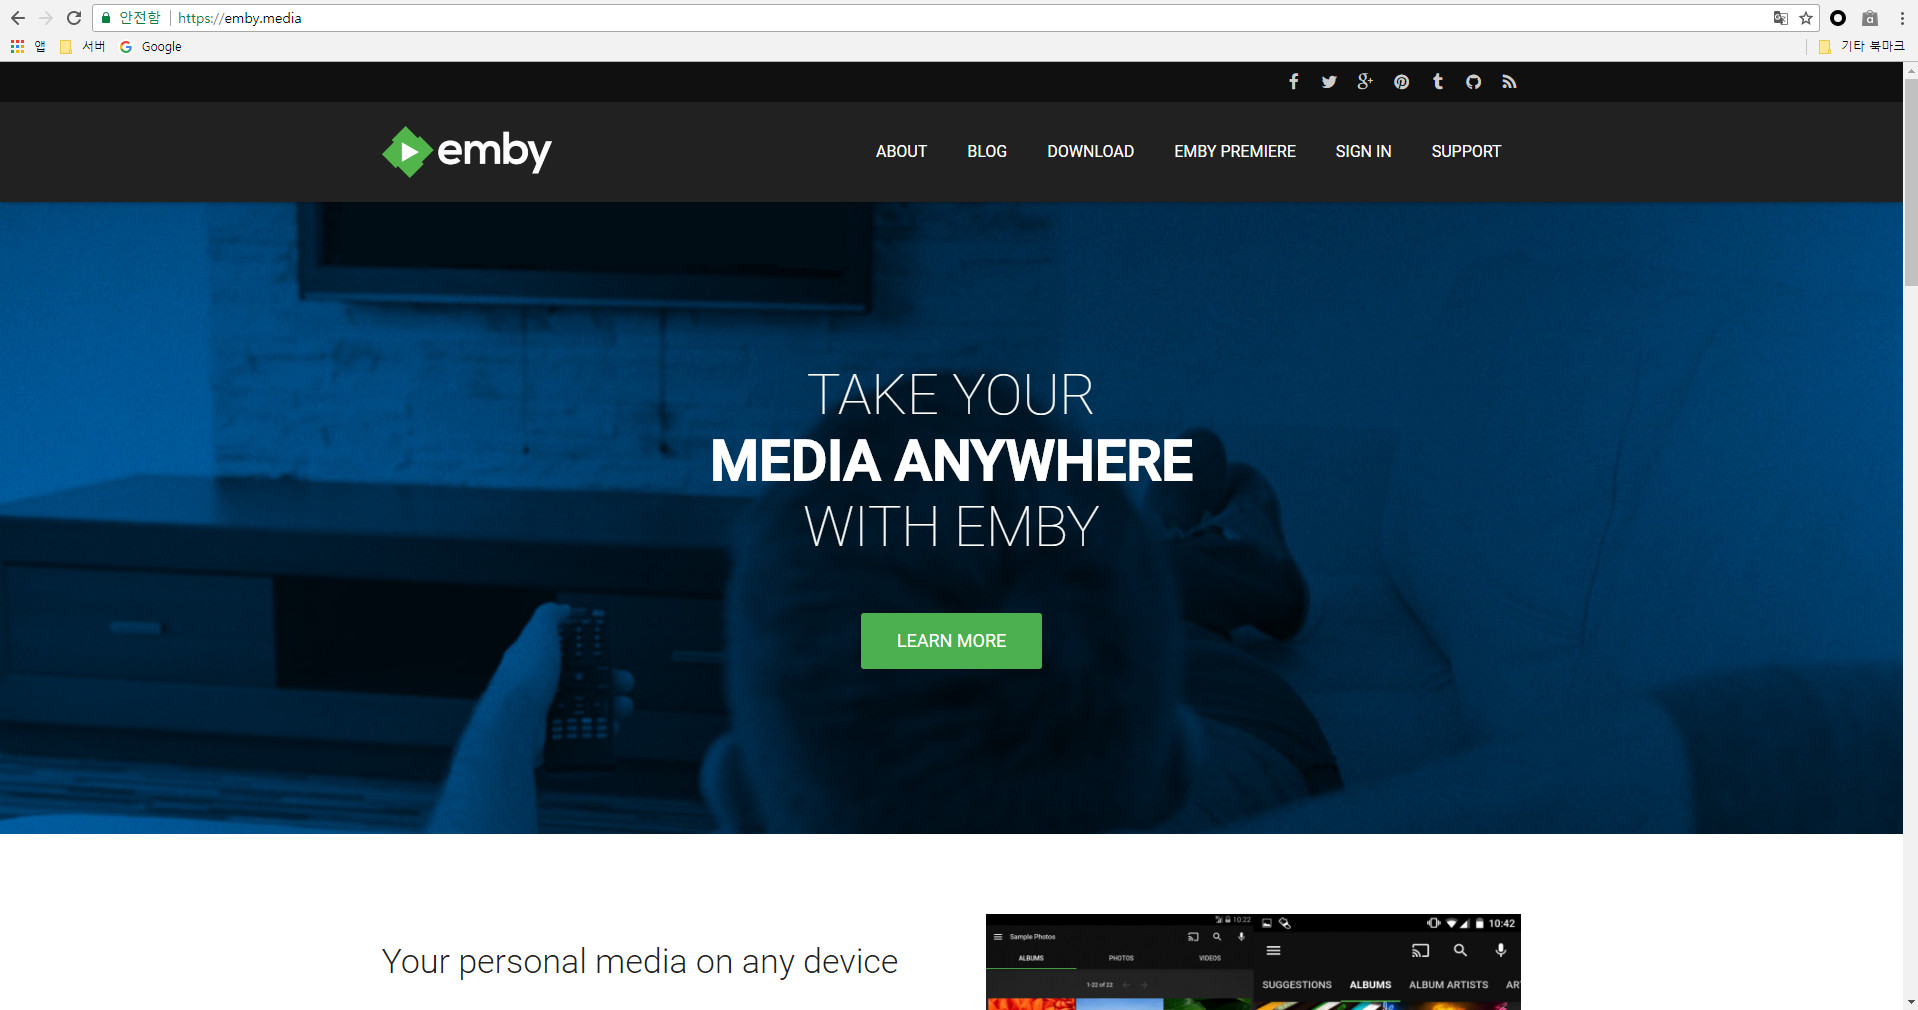 안전함 https://emby.media
앱 서버 Google 기타 북마크
emby
ABOUT BLOG DOWNLOAD EMBY PREMIERE SIGN IN SUPPORT
TAKE YOUR
MEDIA ANYWHERE
WITH EMBY
LEARN MORE
Your personal media on any device
10:22
Sample Photos
ALBUMS PHOTOS VIDEOS
1-22 of 22
10:42
SUGGESTIONS ALBUMS ALBUM ARTISTS AR